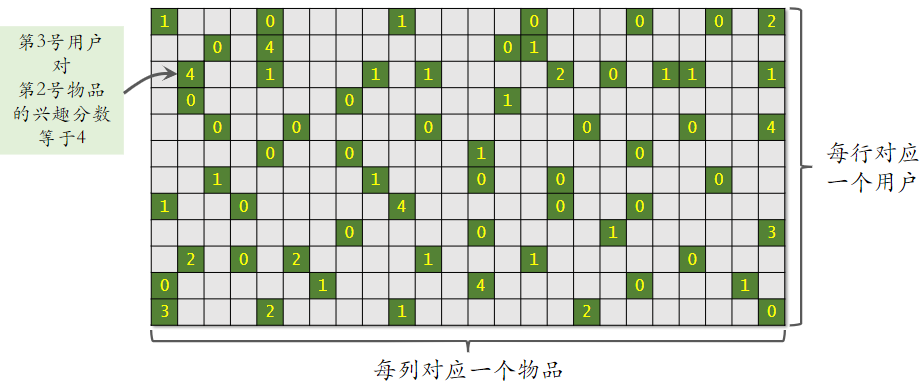 1 0 1 0 0 0 2
0 4 0 1
第3号用户
对
第2号物品
的兴趣分数
等于4
4 1 1 1 2 0 1 1 1
0 0 1
0 0 0 0 0 4
0 0 1 0
每行对应
一个用户
1 1 0 0 0
1 0 4 0 0
0 0 1 3
2 0 2 1 1 0
0 1 4 0 1
3 2 1 2 0
每列对应一个物品